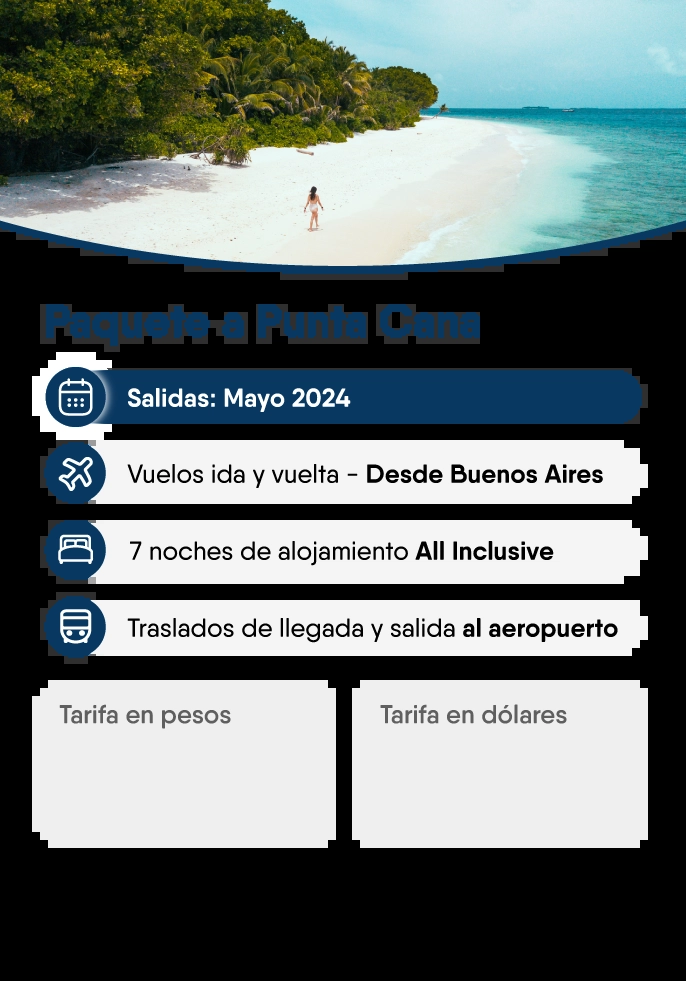 Paquete a Punta Cana
Salidas: Mayo 2024
Vuelos ida y vuelta - Desde Buenos Aires
7 noches de alojamiento All Inclusive
Traslados de llegada y salida al aeropuerto
Tarifa en pesos
Tarifa en dólares